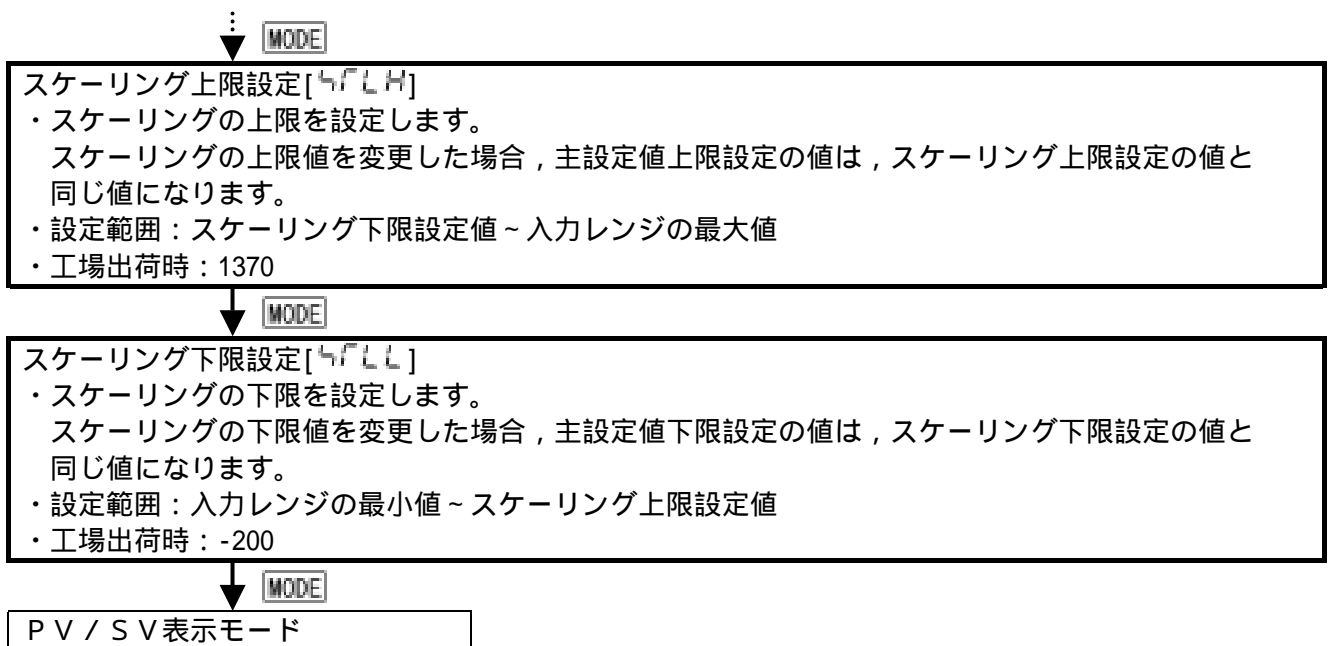 MODE
スケーリング上限設定[SCLH]
・スケーリングの上限を設定します。
スケーリングの上限値を変更した場合，主設定値上限設定の値は，スケーリング上限設定の値と
同じ値になります。
・設定範囲：スケーリング下限設定値～入力レンジの最大値
・工場出荷時：1370
MODE
スケーリング下限設定[SCLL]
・スケーリングの下限を設定します。
スケーリングの下限値を変更した場合，主設定値下限設定の値は，スケーリング下限設定の値と
同じ値になります。
・設定範囲：入力レンジの最小値～スケーリング上限設定値
・工場出荷時：-200
MODE
ＰＶ／ＳＶ表示モード